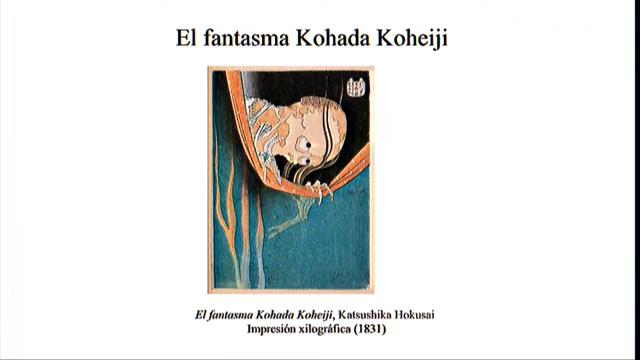 El fantasma Kohada Koheiji
El fantasma Kohada Koheiji, Katsushika Hokusai
Impresión xilográfica (1831)